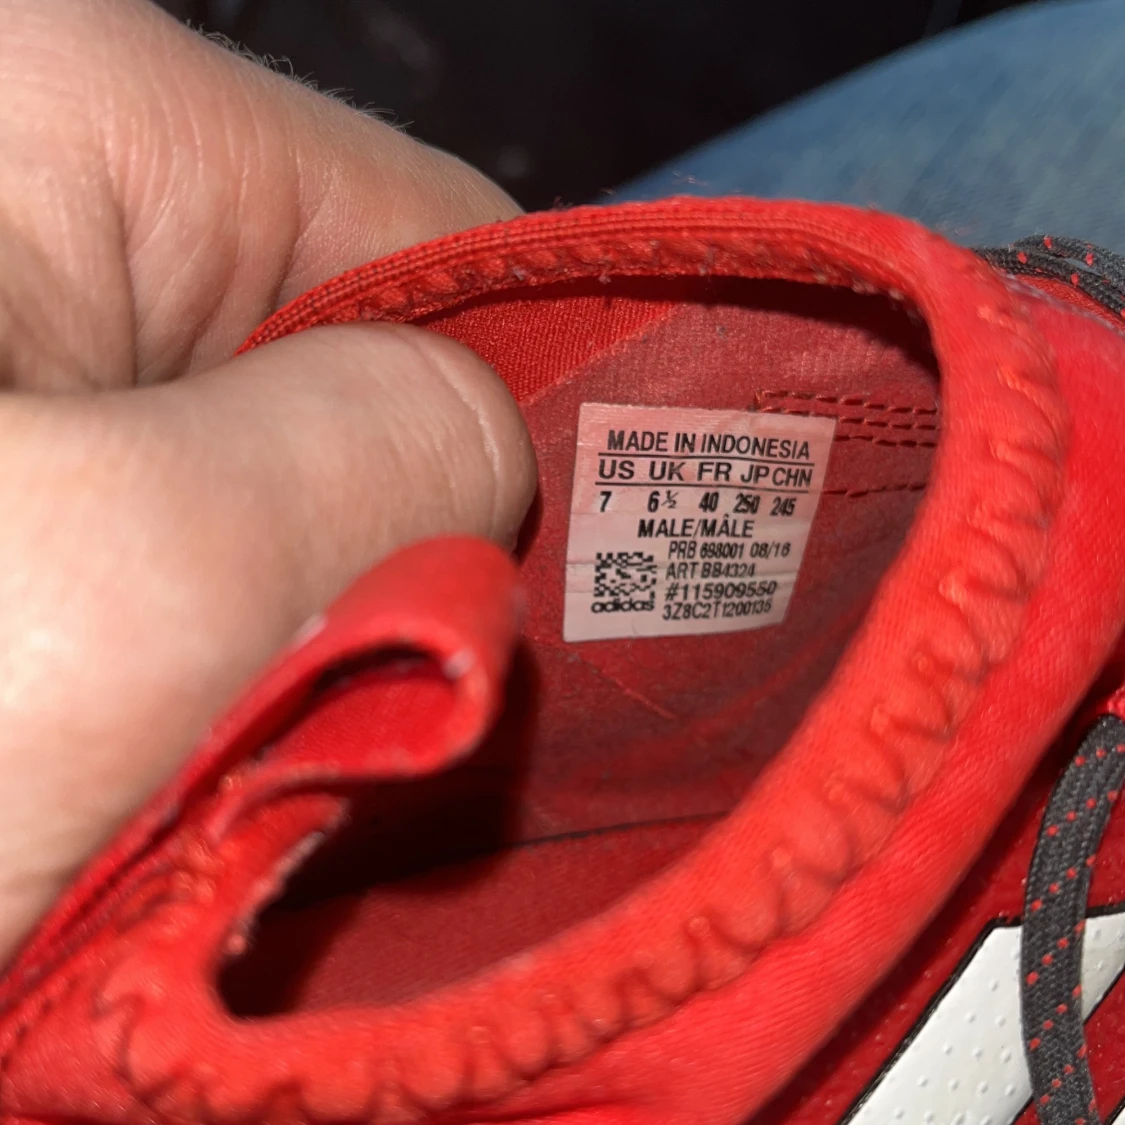 MADE IN INDONESIA
US UK FR JP CHN
7 6½ 40 250 245
MALE/MÂLE
PRB 698001 08/16
ART BB4324
#115909550
adidas 3Z8C2T1200135